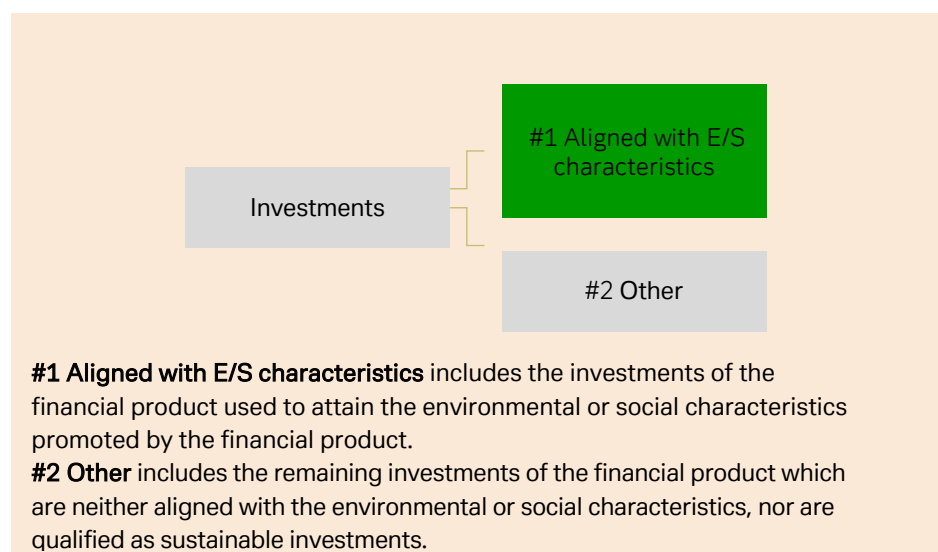 #1 Aligned with E/S
characteristics
Investments
#2 Other
#1 Aligned with E/S characteristics includes the investments of the
financial product used to attain the environmental or social characteristics
promoted by the financial product.
#2 Other includes the remaining investments of the financial product which
are neither aligned with the environmental or social characteristics, nor are
qualified as sustainable investments.